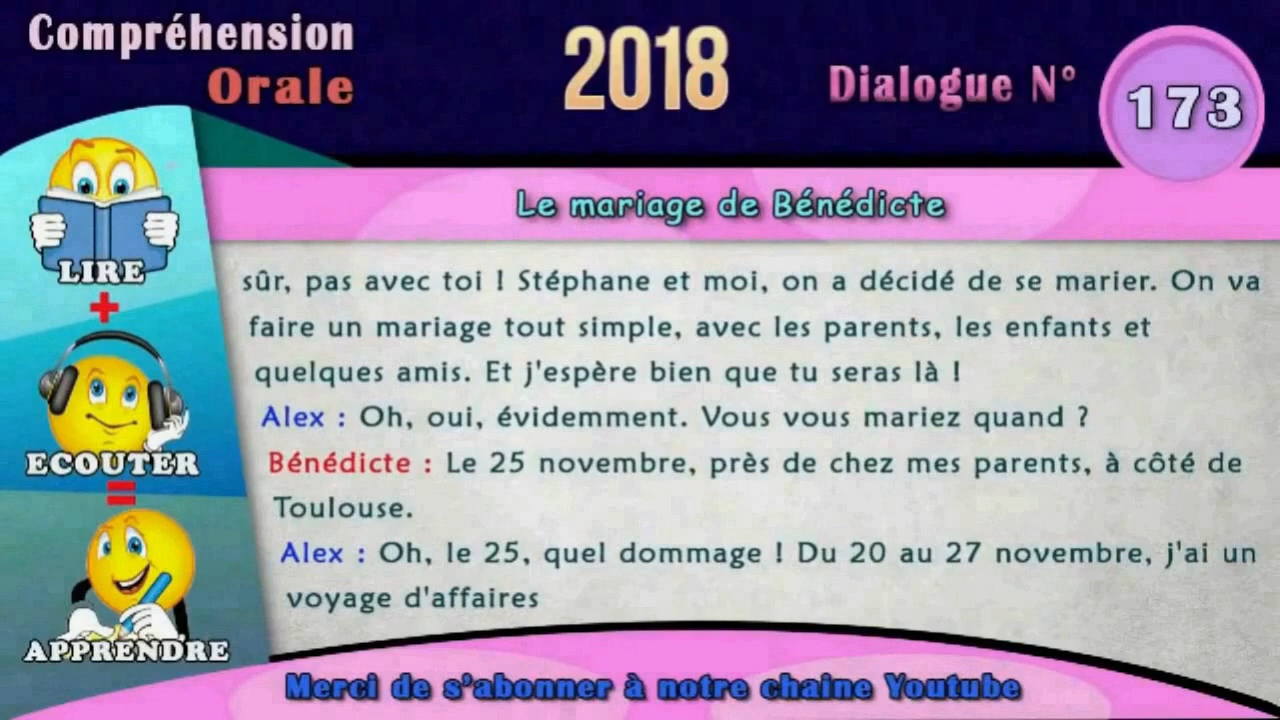 Compréhension
Orale
2018
Dialogue N°
173
Le mariage de Bénédicte
LIRE
+
ECOUTER
=
APPRENDRE
sûr, pas avec toi ! Stéphane et moi, on a décidé de se marier. On va
faire un mariage tout simple, avec les parents, les enfants et
quelques amis. Et j'espère bien que tu seras là !
Alex : Oh, oui, évidemment. Vous vous mariez quand ?
Bénédicte : Le 25 novembre, près de chez mes parents, à côté de
Toulouse.
Alex : Oh, le 25, quel dommage ! Du 20 au 27 novembre, j'ai un
voyage d'affaires
Merci de s'abonner à notre chaine Youtube